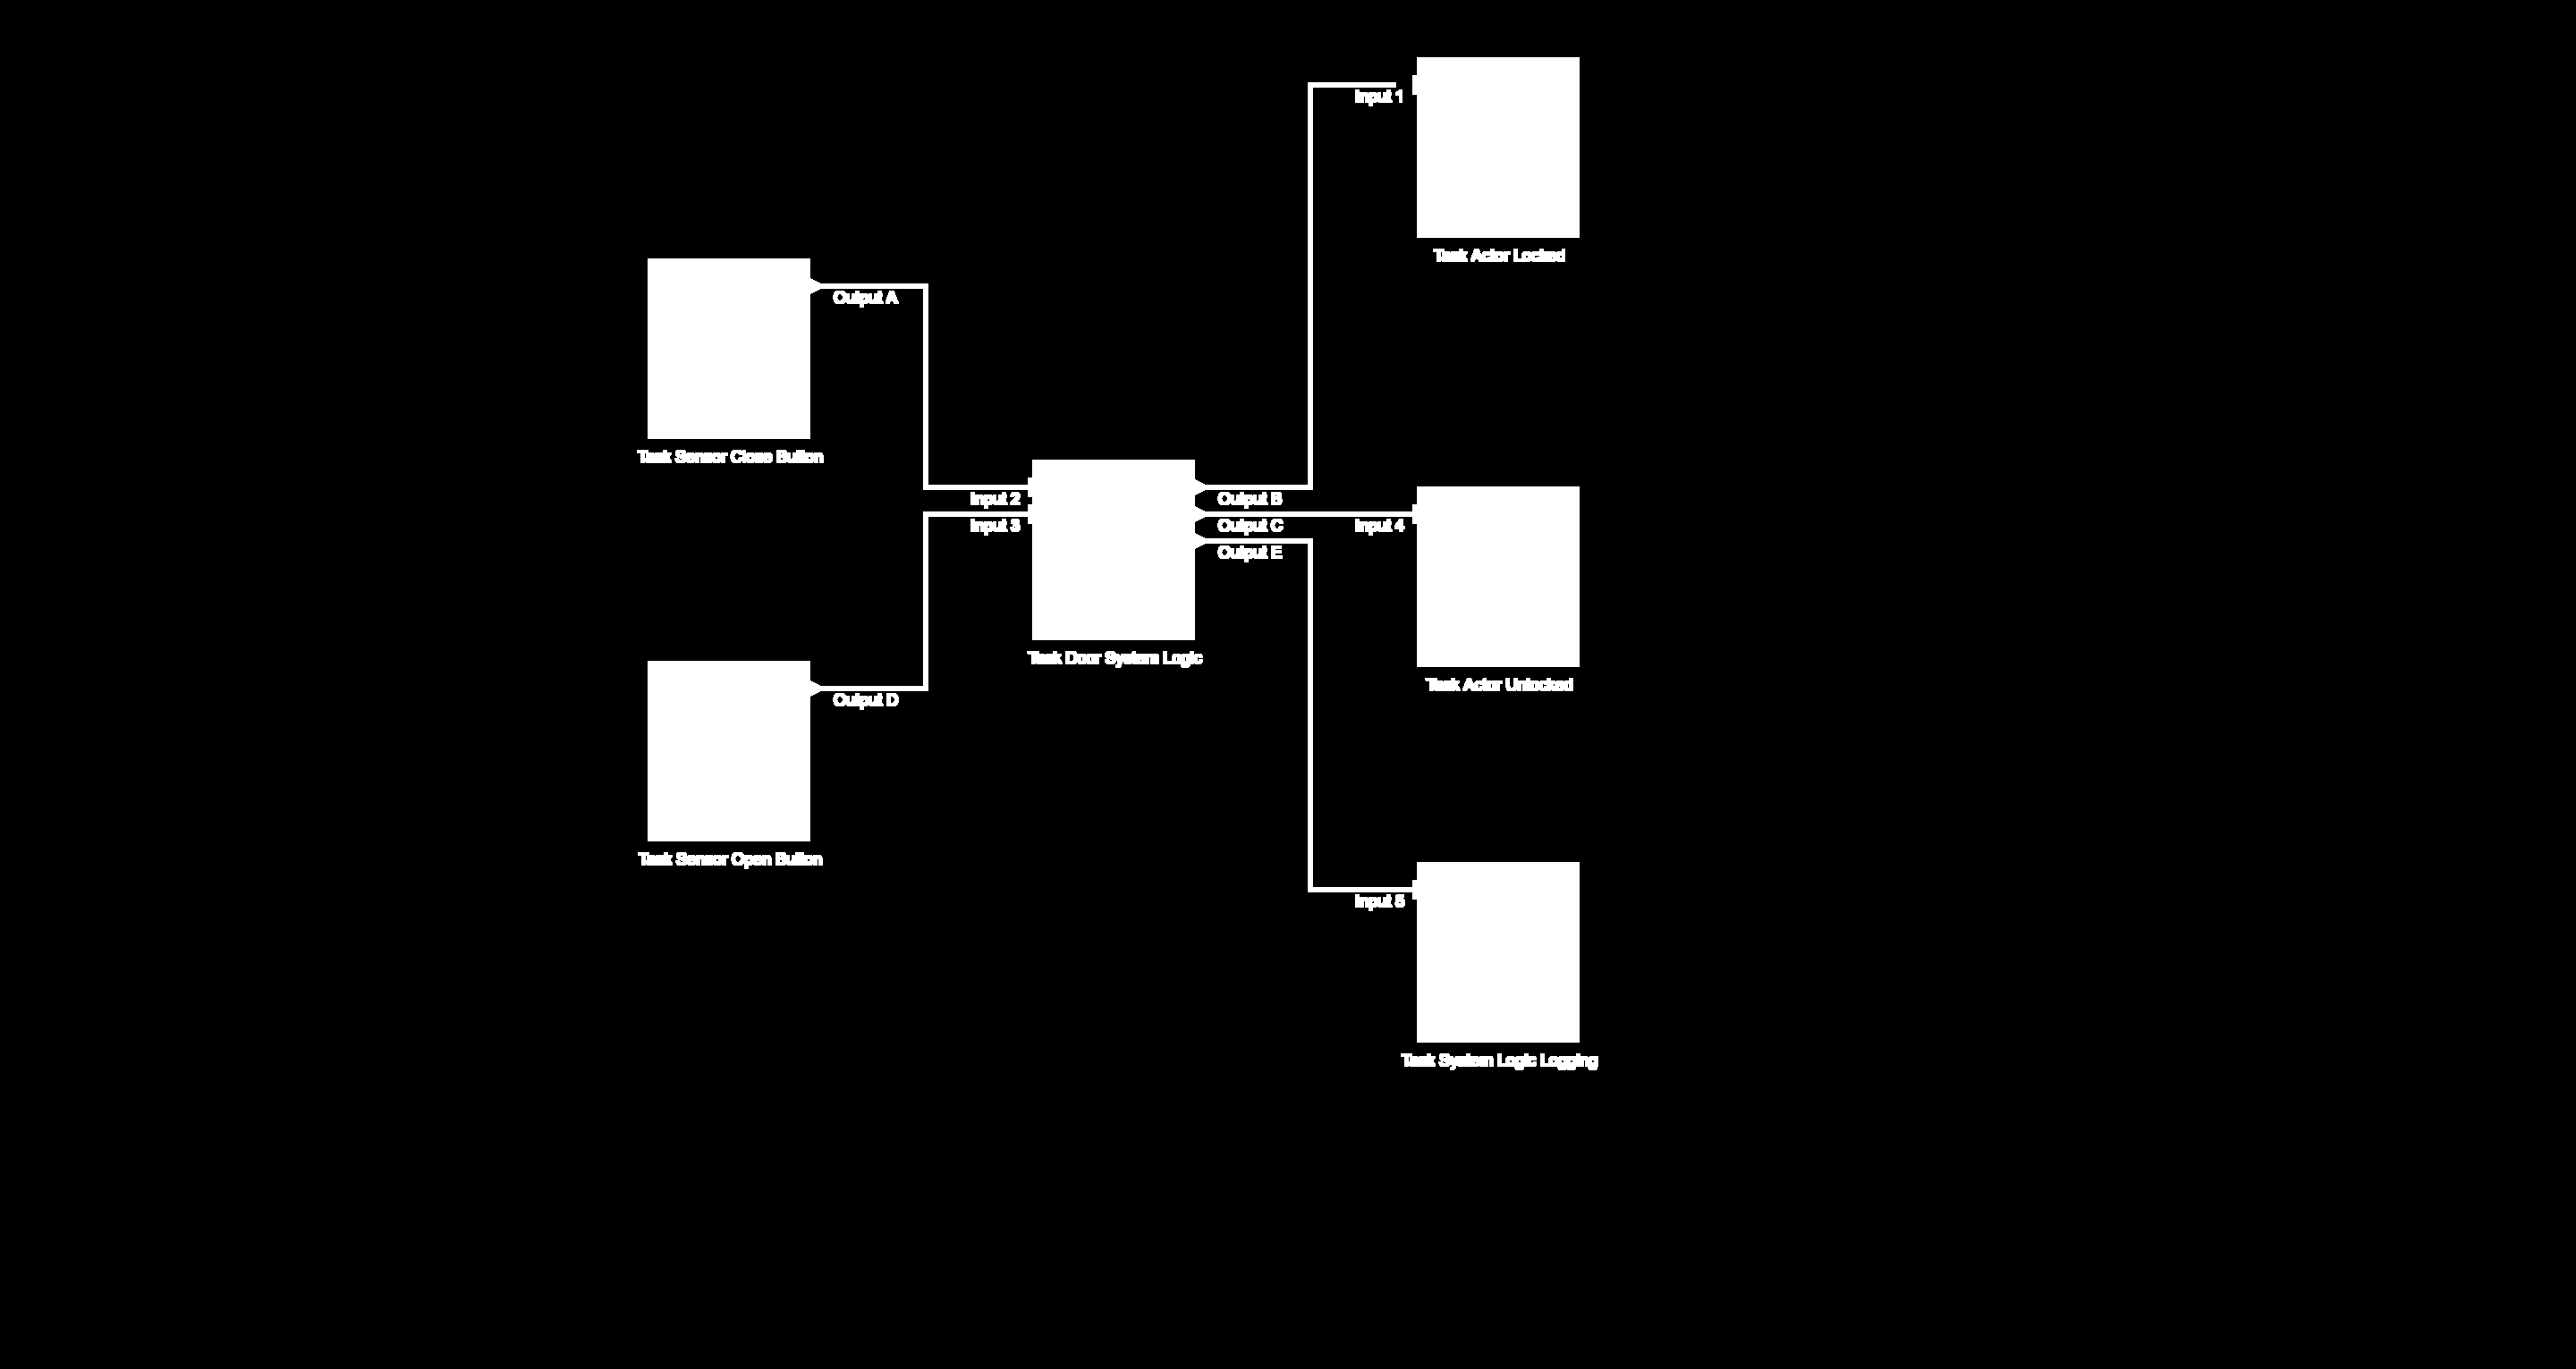 Input 1
Task Actor Locked
Output A
Task Sensor Close Button
Input 2
Output B
Input 3
Output C
Input 4
Output E
Task Door System Logic
Task Actor Unlocked
Output D
Task Sensor Open Button
Input 5
Task System Logic Logging